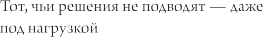 Тот, чьи решения не подводят — даже
под нагрузкой